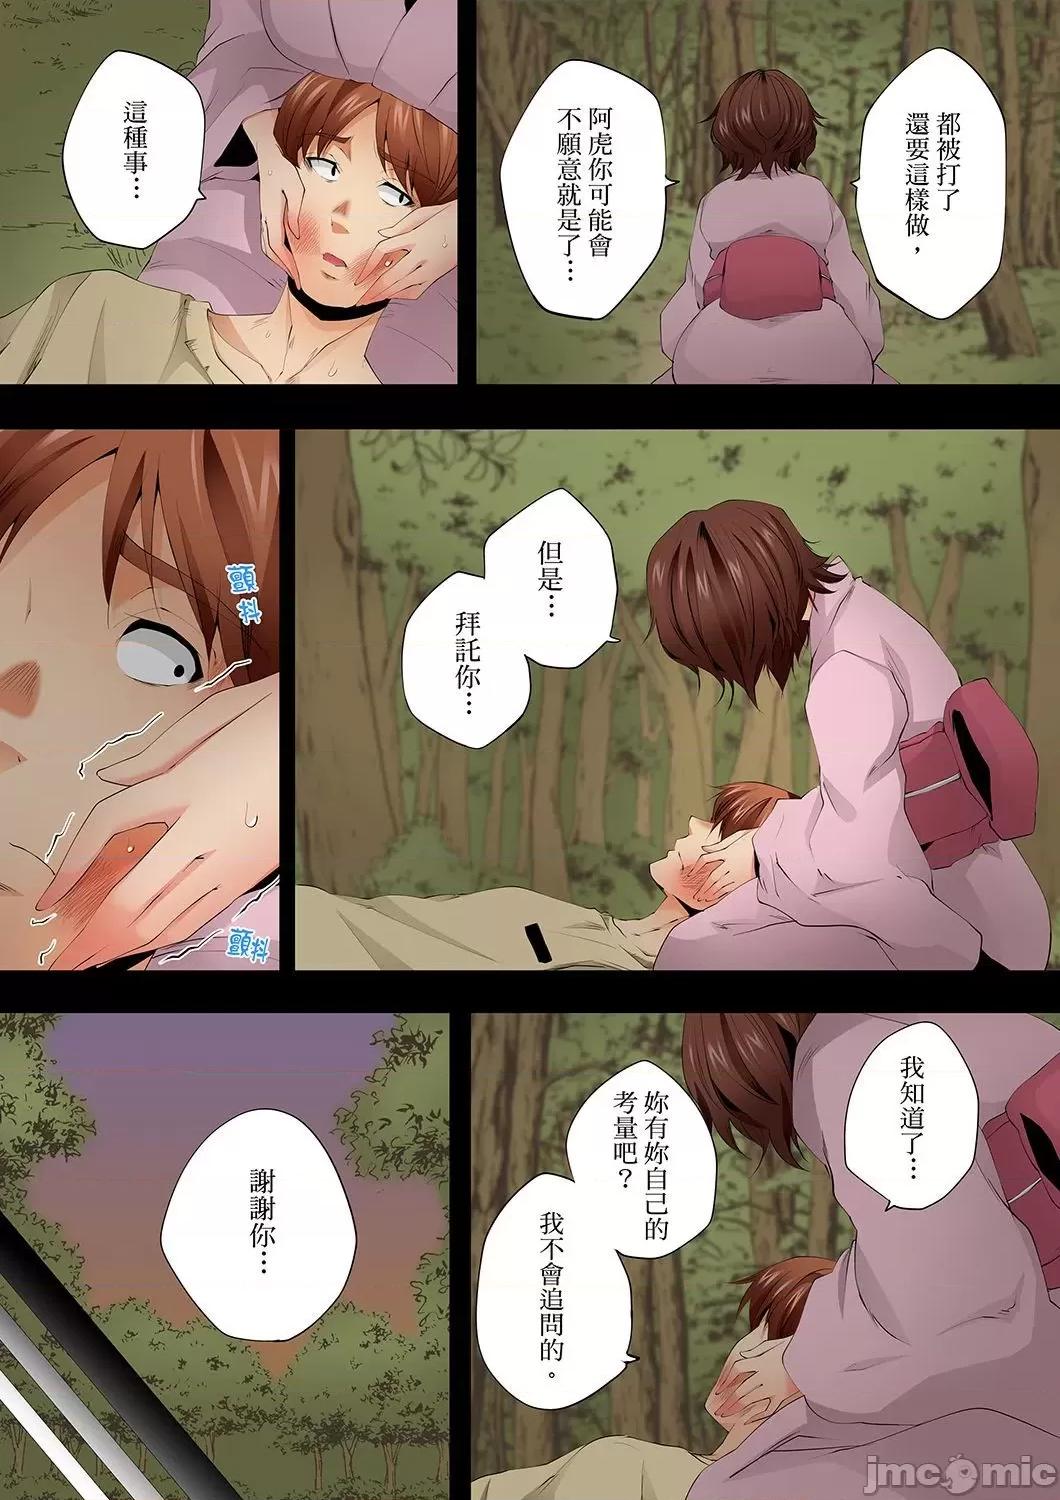 都被打了
還要這樣做，
阿虎你可能會
不願意就是了…
這種事…
但是…
拜託你…
顫抖
顫抖
我知道了…
妳有妳自己的
考量吧？
我不會追問的。
謝謝你…
jmcomic